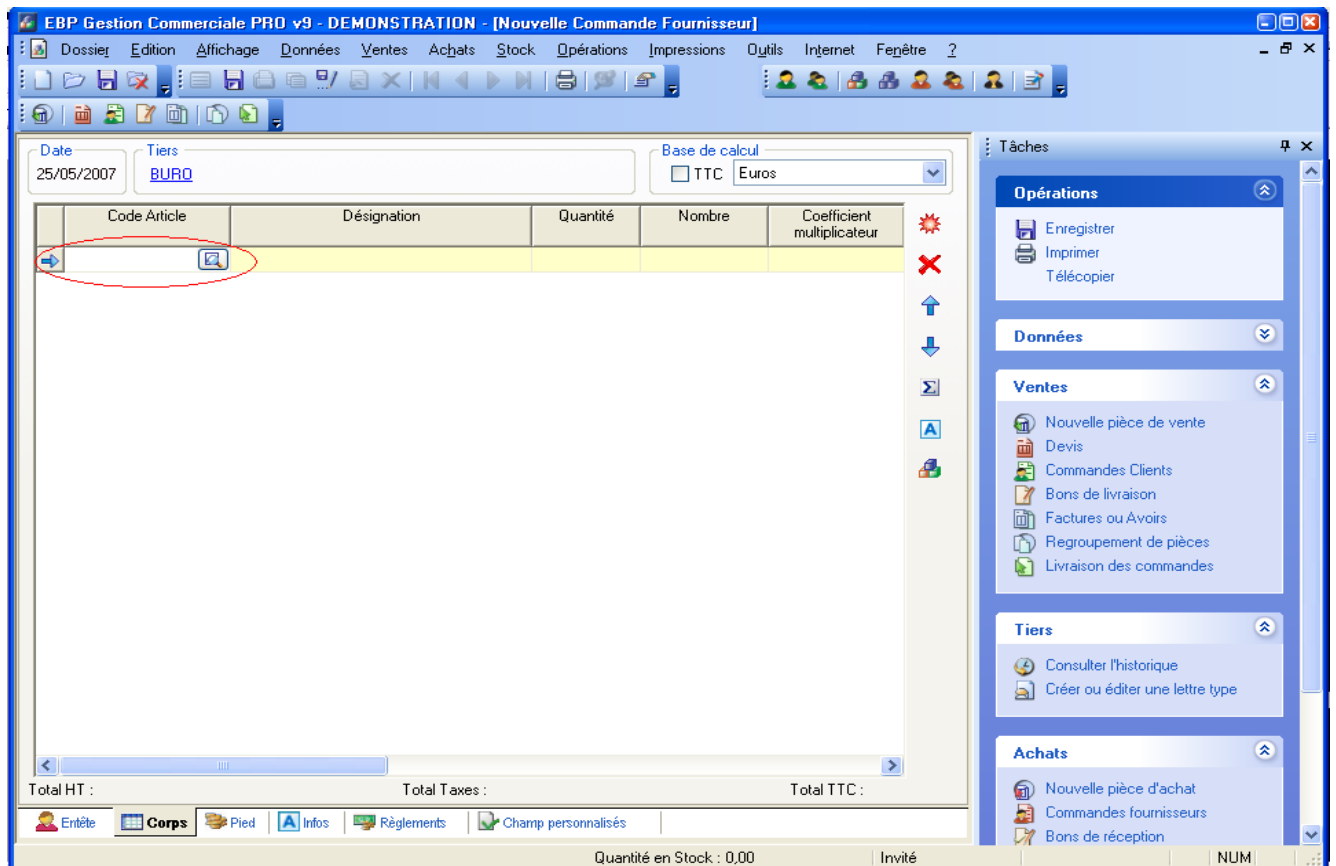 EBP Gestion Commerciale PRO v9 - DEMONSTRATION - [Nouvelle Commande Fournisseur]
Dossier Edition Affichage Données Ventes Achats Stock Opérations Impressions Outils Internet Fenêtre ?
Date Tiers Base de calcul
25/05/2007 BURO TTC Euros
Code Article Désignation Quantité Nombre Coefficient
multiplicateur
Total HT : Total Taxes : Total TTC :
Entête Corps Pied A Infos Règlements Champ personnalisés
Quantité en Stock : 0,00 Invité NUM
Σ
A
Tâches
Opérations
Enregistrer
Imprimer
Télécopier
Données
Ventes
Nouvelle pièce de vente
Devis
Commandes Clients
Bons de livraison
Factures ou Avoirs
Regroupement de pièces
Livraison des commandes
Tiers
Consulter l'historique
Créer ou éditer une lettre type
Achats
Nouvelle pièce d'achat
Commandes fournisseurs
Bons de réception